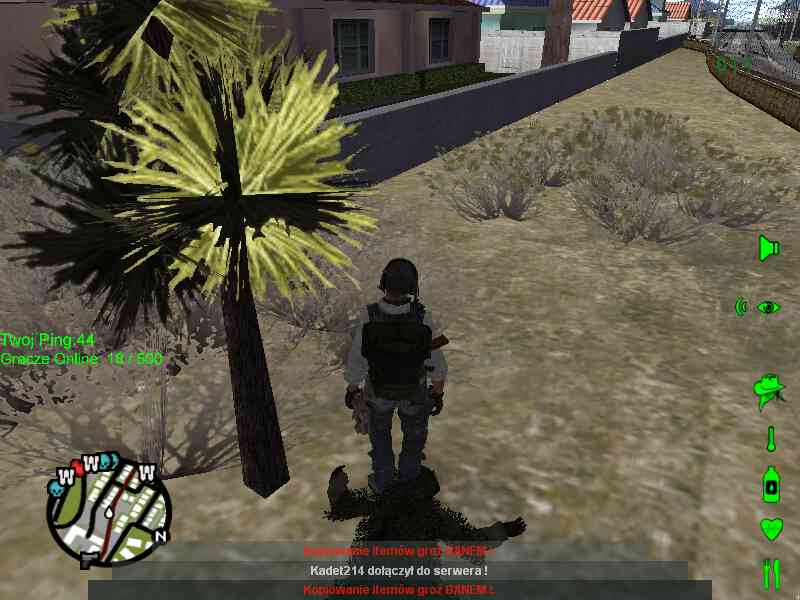 Twoj Ping:44
Gracze Online: 18 / 500
W
W
W
N
Kopiowanie itemów grozi BANEM !
Kadet214 dołączył do serwera !
Kopiowanie itemów grozi BANEM !